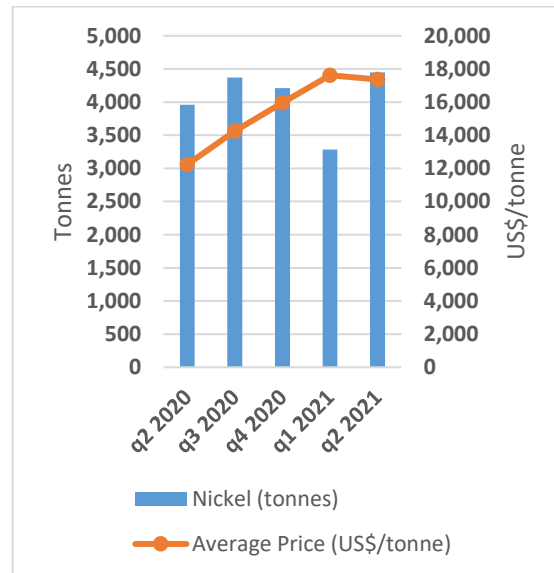 5,000
4,500
4,000
3,500
3,000
2,500
2,000
1,500
1,000
500
0
Tonnes
20,000
18,000
16,000
14,000
12,000
10,000
8,000
6,000
4,000
2,000
0
US$/tonne
q2 2020
q3 2020
q4 2020
q1 2021
q2 2021
Nickel (tonnes)
Average Price (US$/tonne)